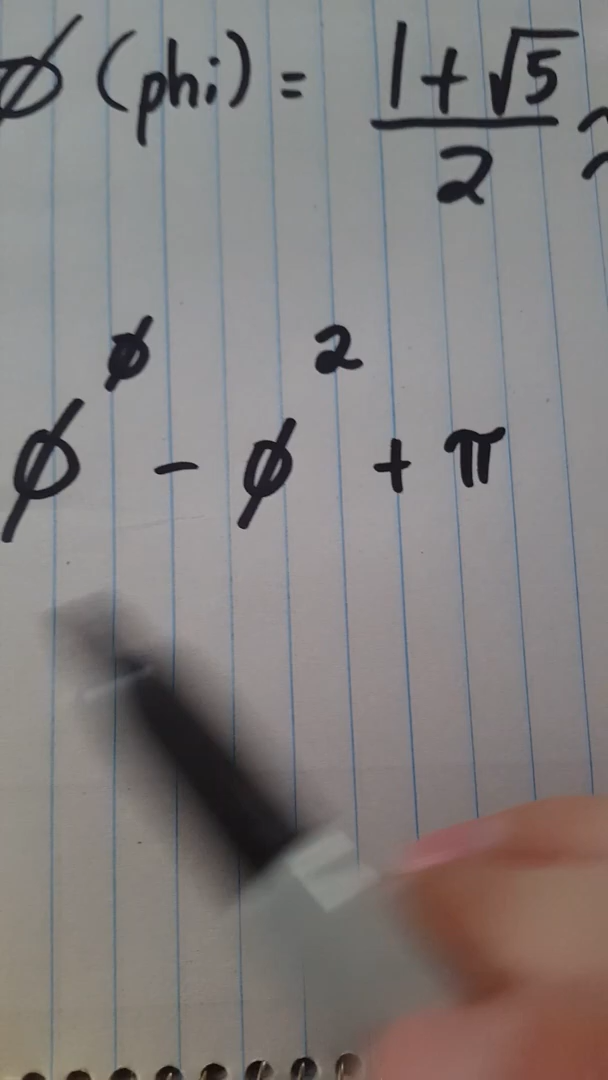 φ (phi) = (1 + √5) / 2 ≈
φ^φ - φ^2 + π